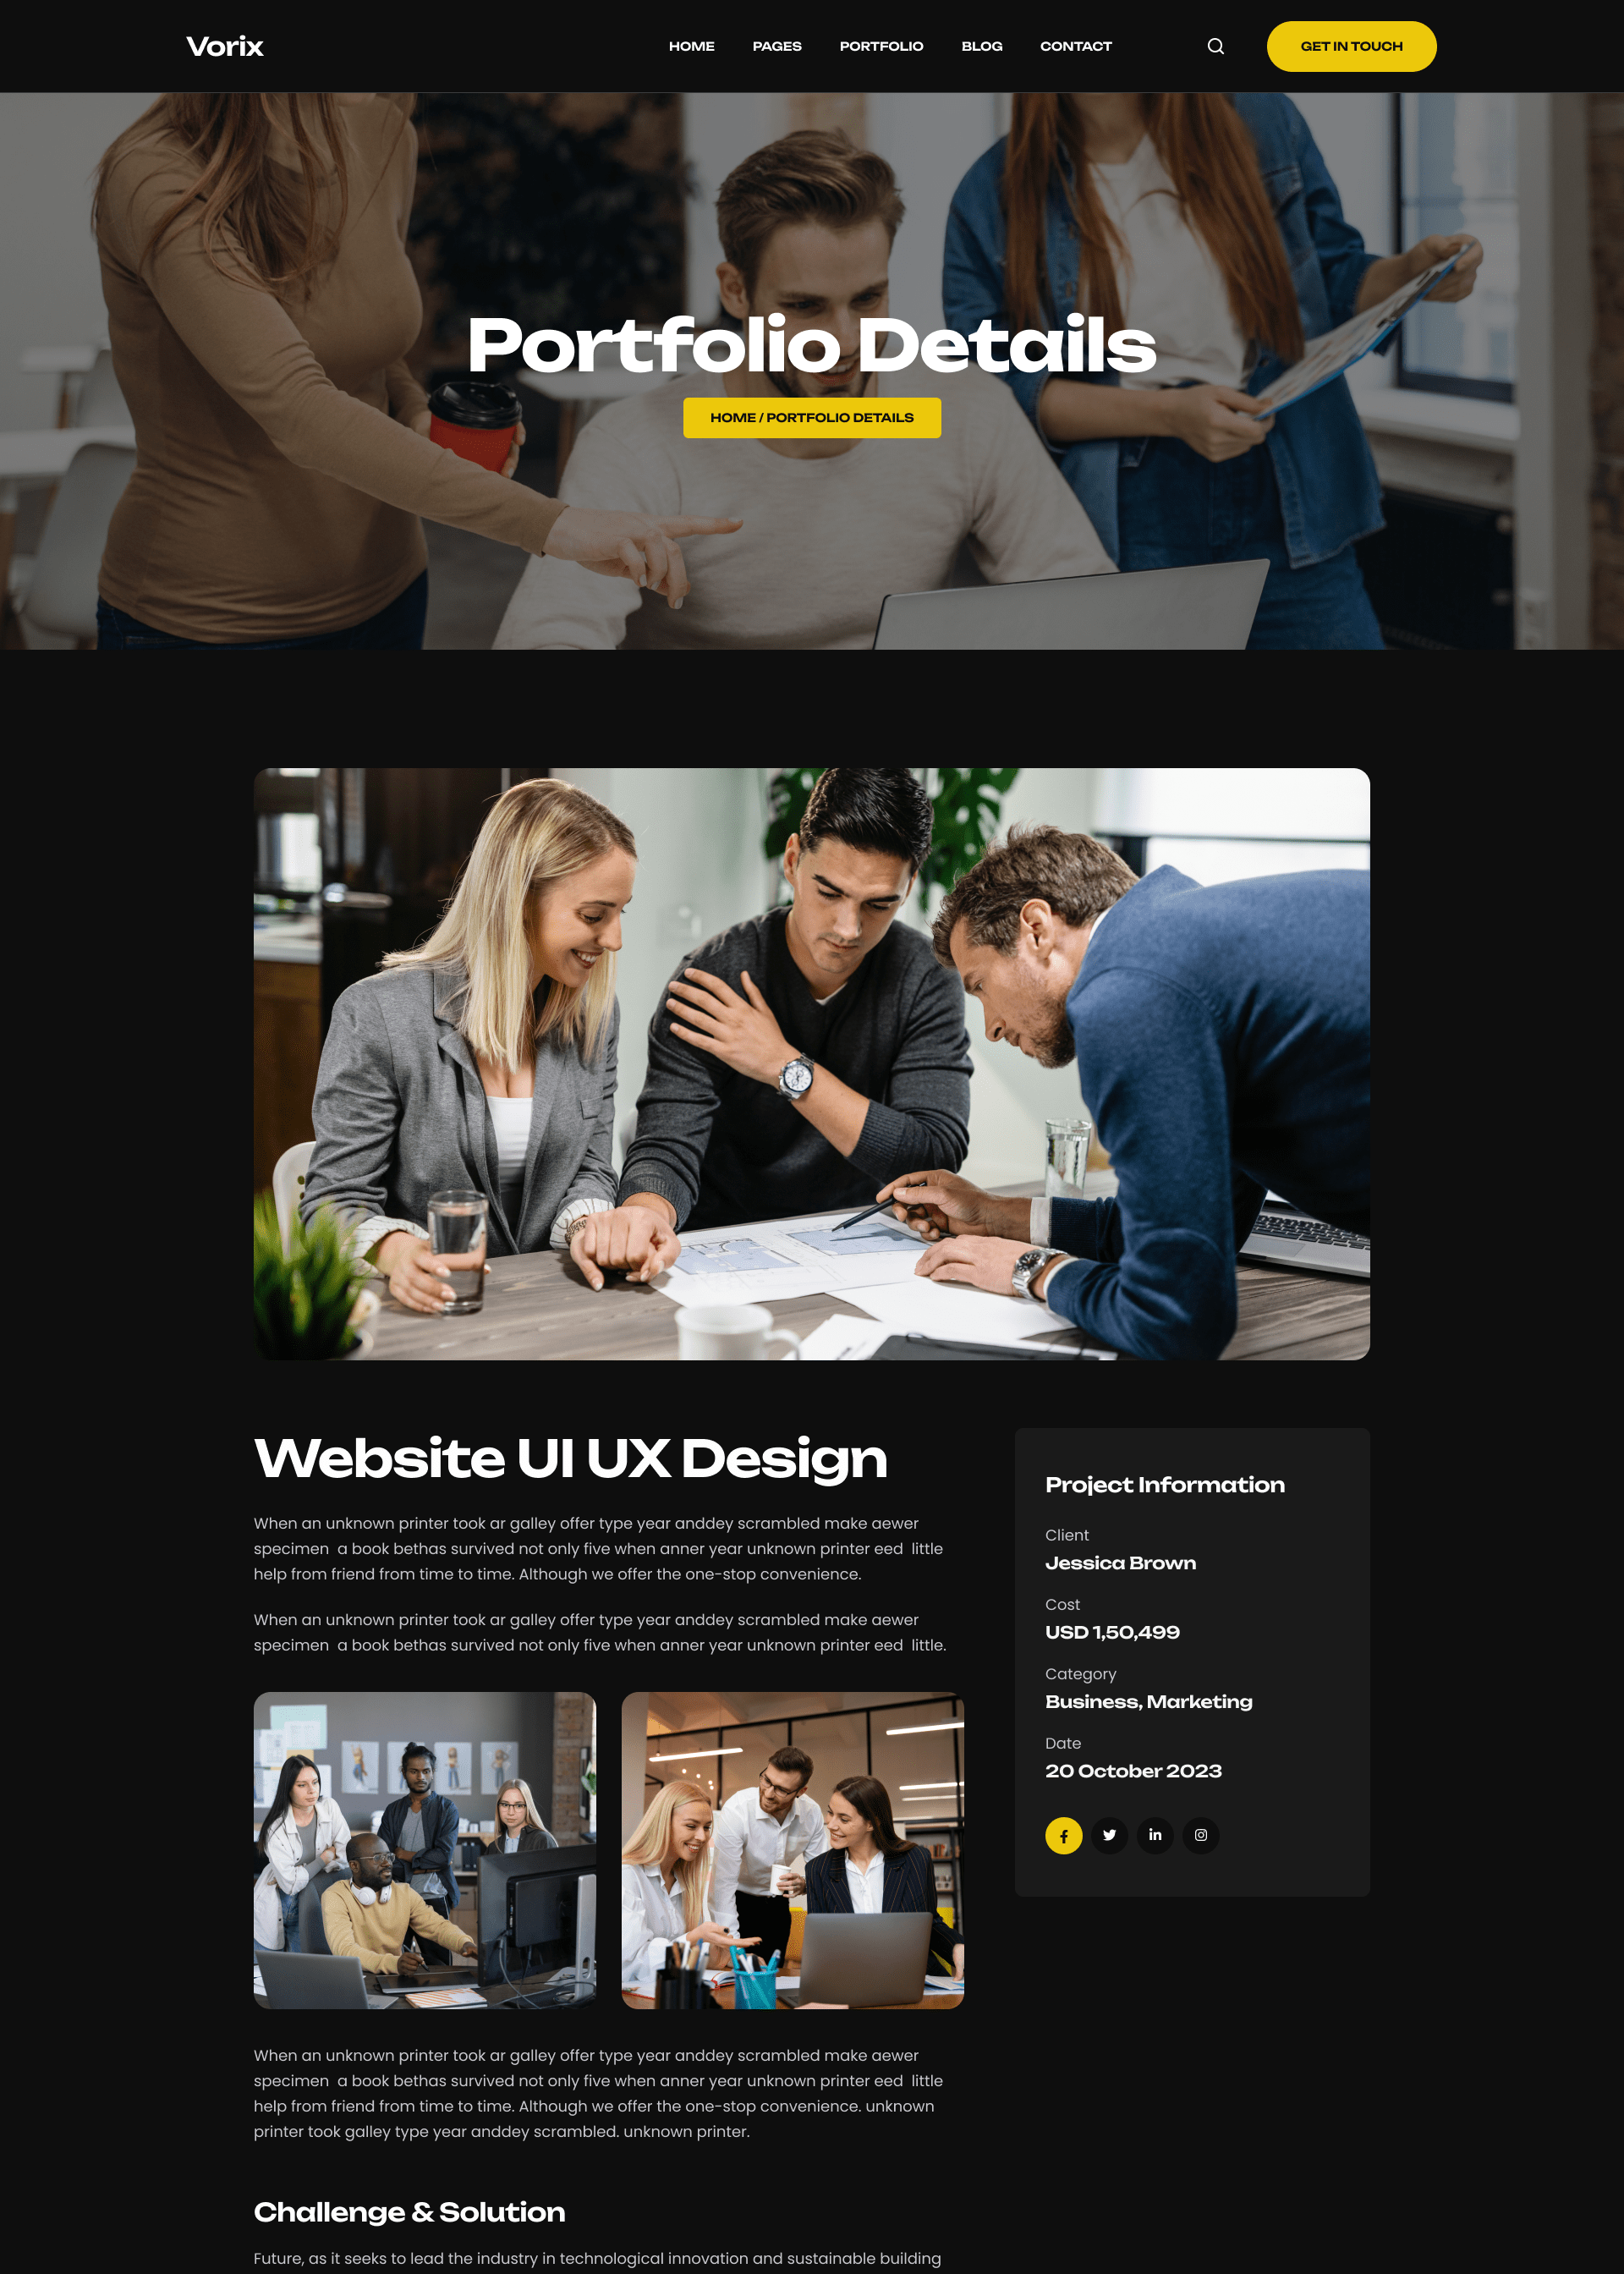 Vorix
HOME PAGES PORTFOLIO BLOG CONTACT
GET IN TOUCH
Portfolio Details
HOME / PORTFOLIO DETAILS
Website UI UX Design
When an unknown printer took ar galley offer type year anddey scrambled make aewer
specimen  a book bethas survived not only five when anner year unknown printer eed  little
help from friend from time to time. Although we offer the one-stop convenience.
When an unknown printer took ar galley offer type year anddey scrambled make aewer
specimen  a book bethas survived not only five when anner year unknown printer eed  little.
When an unknown printer took ar galley offer type year anddey scrambled make aewer
specimen  a book bethas survived not only five when anner year unknown printer eed  little
help from friend from time to time. Although we offer the one-stop convenience. unknown
printer took galley type year anddey scrambled. unknown printer.
Challenge & Solution
Future, as it seeks to lead the industry in technological innovation and sustainable building
Project Information
Client
Jessica Brown
Cost
USD 1,50,499
Category
Business, Marketing
Date
20 October 2023